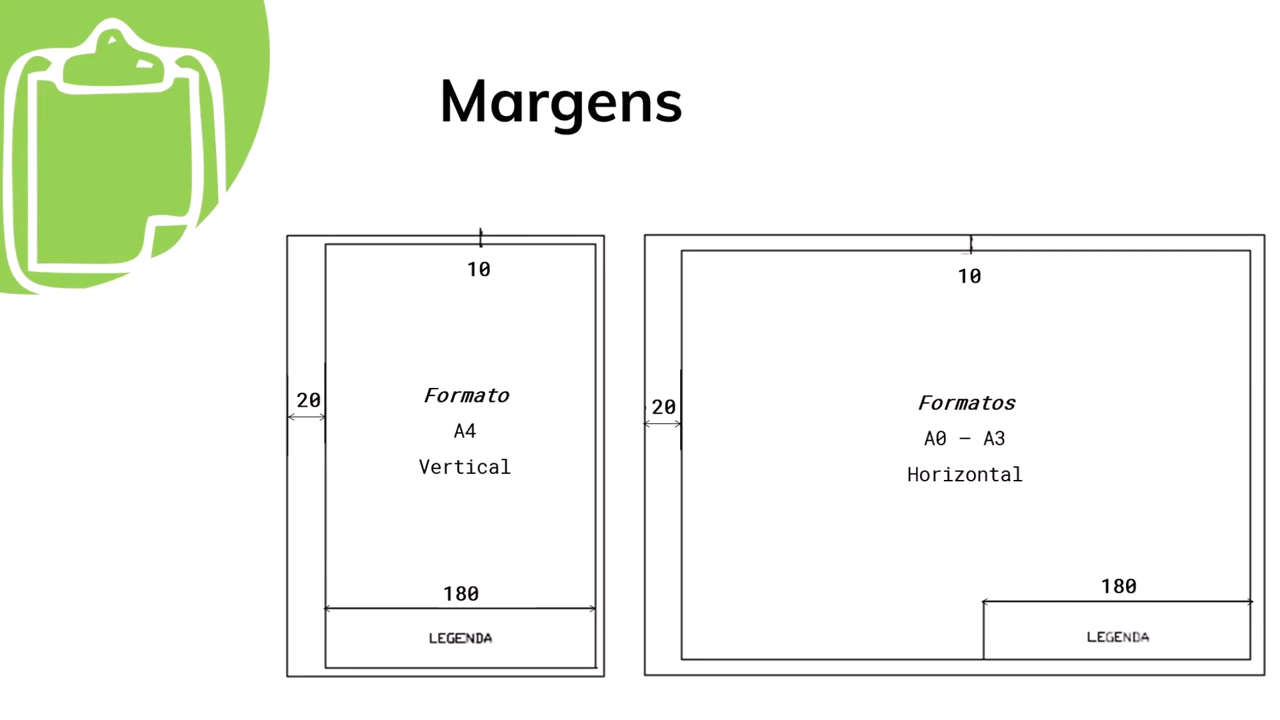 Margens
10
20
Formato
A4
Vertical
180
LEGENDA
10
20
Formatos
A0 – A3
Horizontal
180
LEGENDA